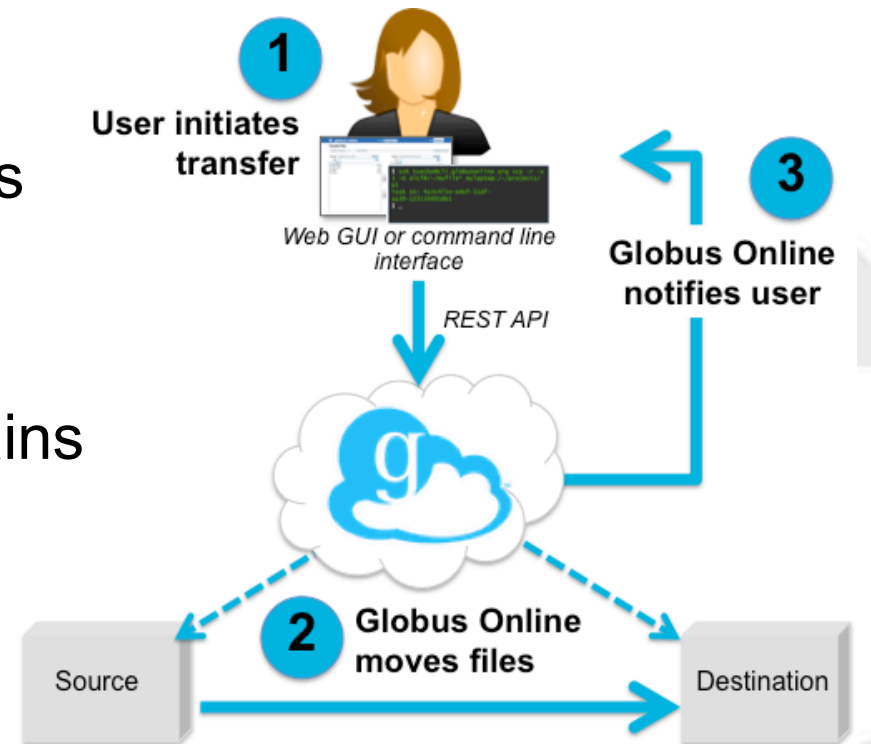 1
User initiates
transfer
s
Web GUI or command line
interface
3
Globus Online
notifies user
REST API
ins
g
2
Globus Online
moves files
Source
Destination